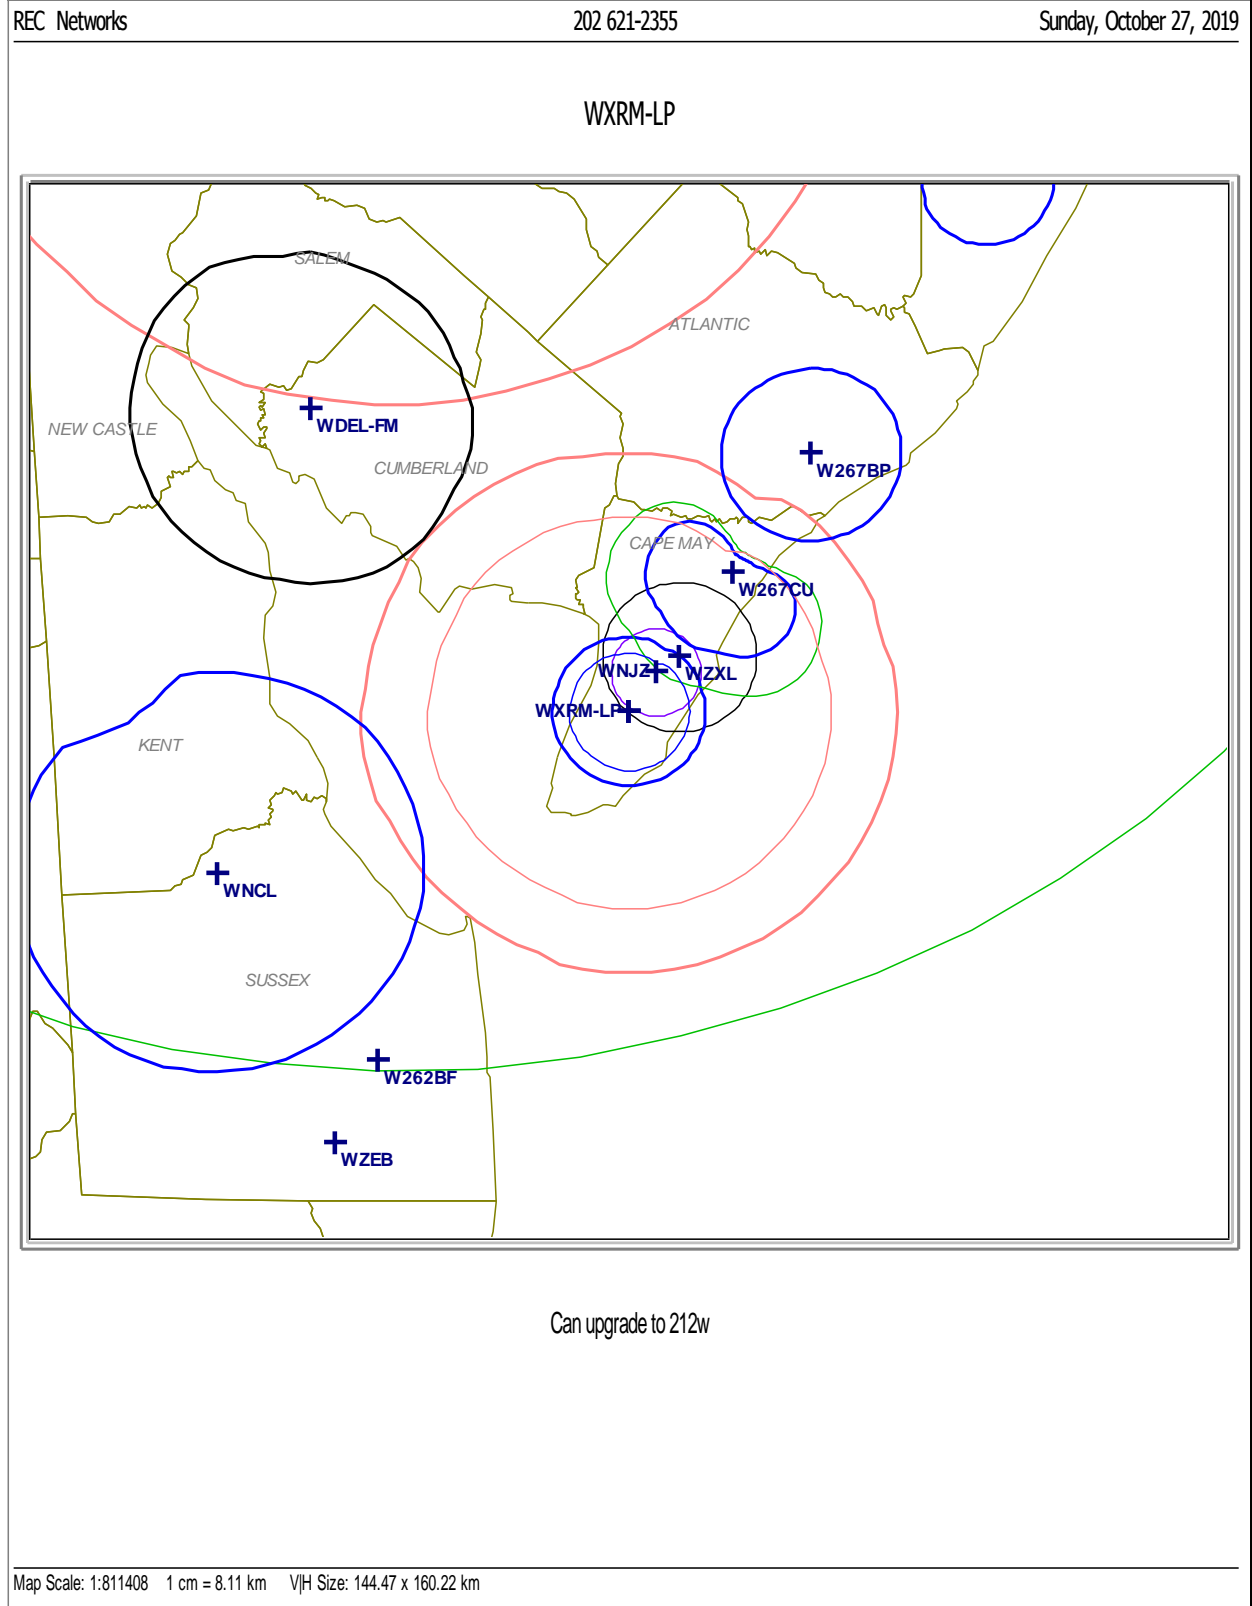 REC Networks 202 621-2355 Sunday, October 27, 2019
WXRM-LP
SALEM
ATLANTIC
WDEL-FM
NEW CASTLE
CUMBERLAND
W267BP
CAPE MAY
W267CU
WNJZ WZXL
WXRM-LP
KENT
WNCL
SUSSEX
W262BF
WZEB
Can upgrade to 212w
Map Scale: 1:811408 1 cm = 8.11 km V|H Size: 144.47 x 160.22 km